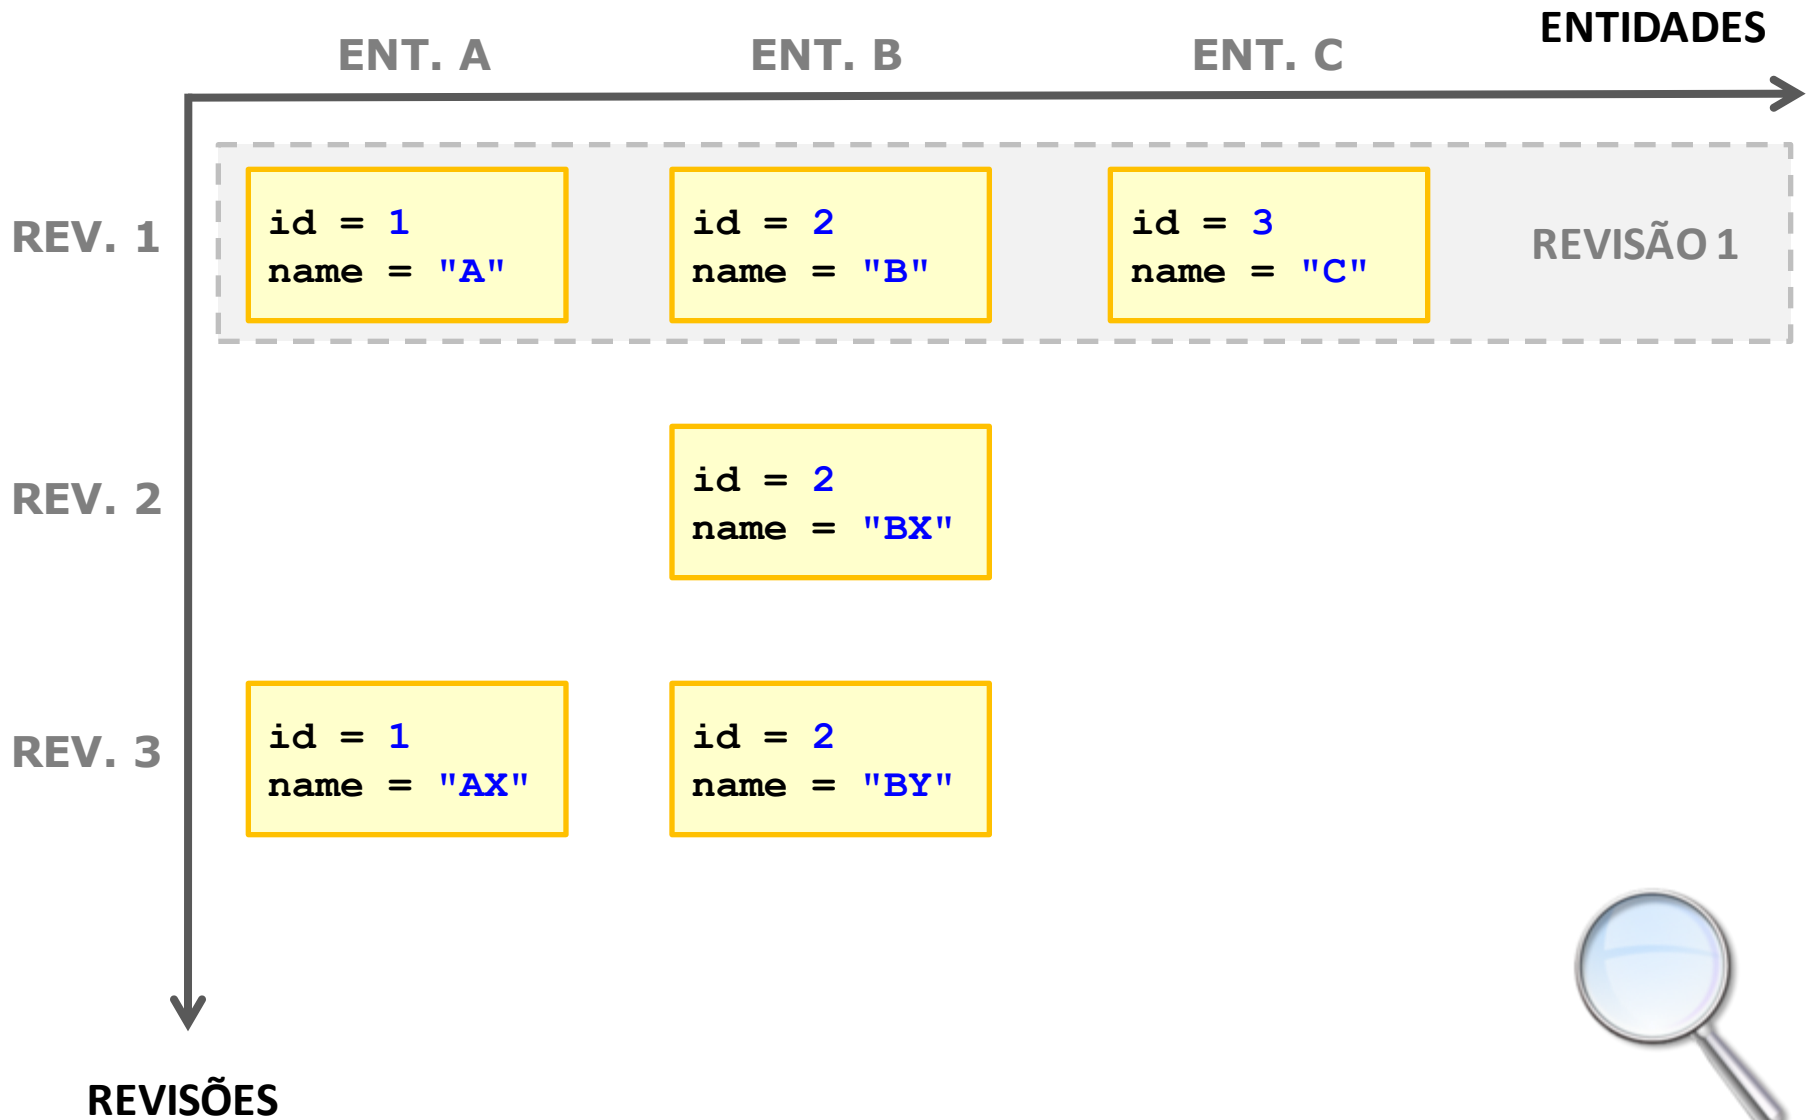 ENTIDADES
ENT. A ENT. B ENT. C
REV. 1
id = 1
name = "A"
id = 2
name = "B"
id = 3
name = "C"
REVISÃO 1
REV. 2
id = 2
name = "BX"
REV. 3
id = 1
name = "AX"
id = 2
name = "BY"
REVISÕES